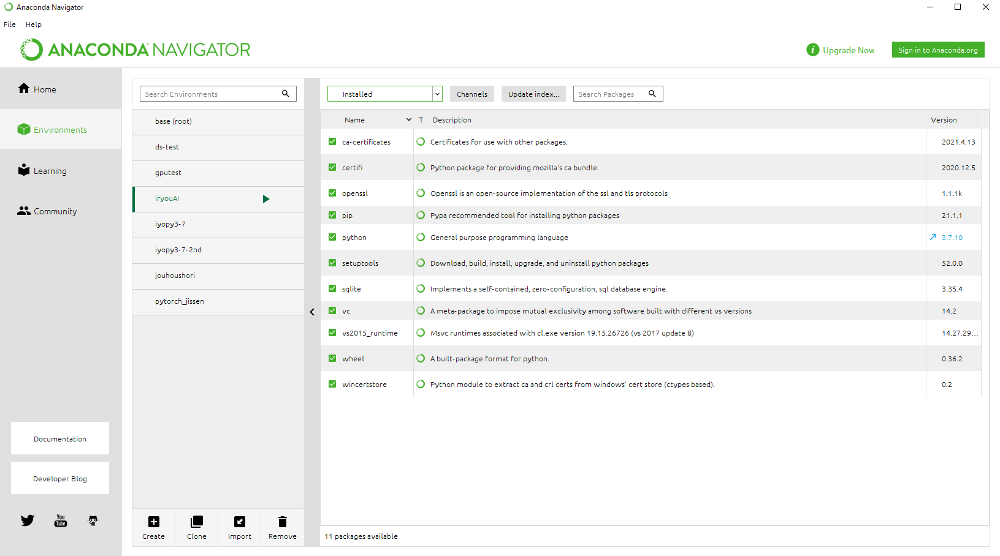 Anaconda Navigator
File Help
ANACONDA NAVIGATOR
Upgrade Now
Sign in to Anaconda.org
Home
Environments
Learning
Community
Documentation
Developer Blog
You Tube
Search Environments
base (root)
ds-test
gputest
iryouAI
iyopy3-7
iyopy3-7-2nd
jouhoushori
pytorch_jissen
Create Clone Import Remove
Installed Channels Update index... Search Packages
Name T Description Version
ca-certificates Certificates for use with other packages. 2021.4.13
certifi Python package for providing mozilla's ca bundle. 2020.12.5
openssl Openssl is an open-source implementation of the ssl and tls protocols 1.1.1k
pip Pypa recommended tool for installing python packages 21.1.1
python General purpose programming language 3.7.10
setuptools Download, build, install, upgrade, and uninstall python packages 52.0.0
sqlite Implements a self-contained, zero-configuration, sql database engine. 3.35.4
vc A meta-package to impose mutual exclusivity among software built with different vs versions 14.2
vs2015_runtime Msvc runtimes associated with cl.exe version 19.15.26726 (vs 2017 update 8) 14.27.29...
wheel A built-package format for python. 0.36.2
wincertstore Python module to extract ca and crl certs from windows' cert store (ctypes based). 0.2
11 packages available